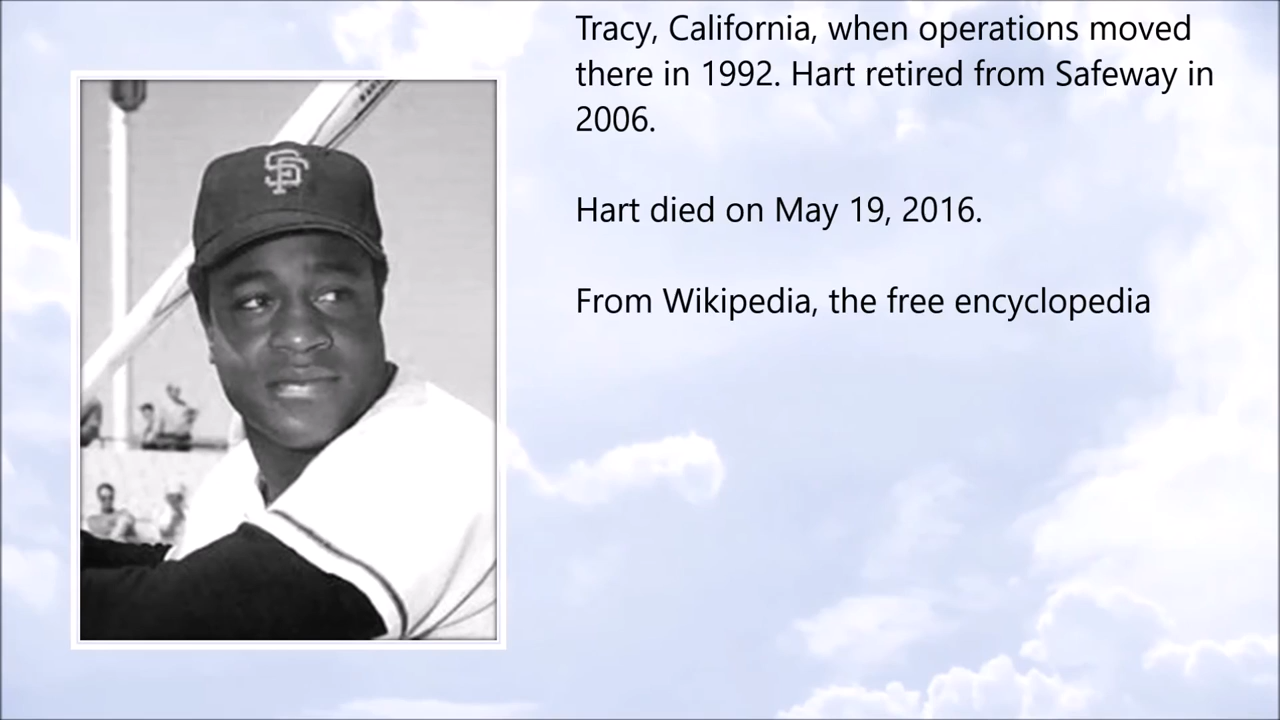 Tracy, California, when operations moved
there in 1992. Hart retired from Safeway in
2006.
Hart died on May 19, 2016.
From Wikipedia, the free encyclopedia
SF